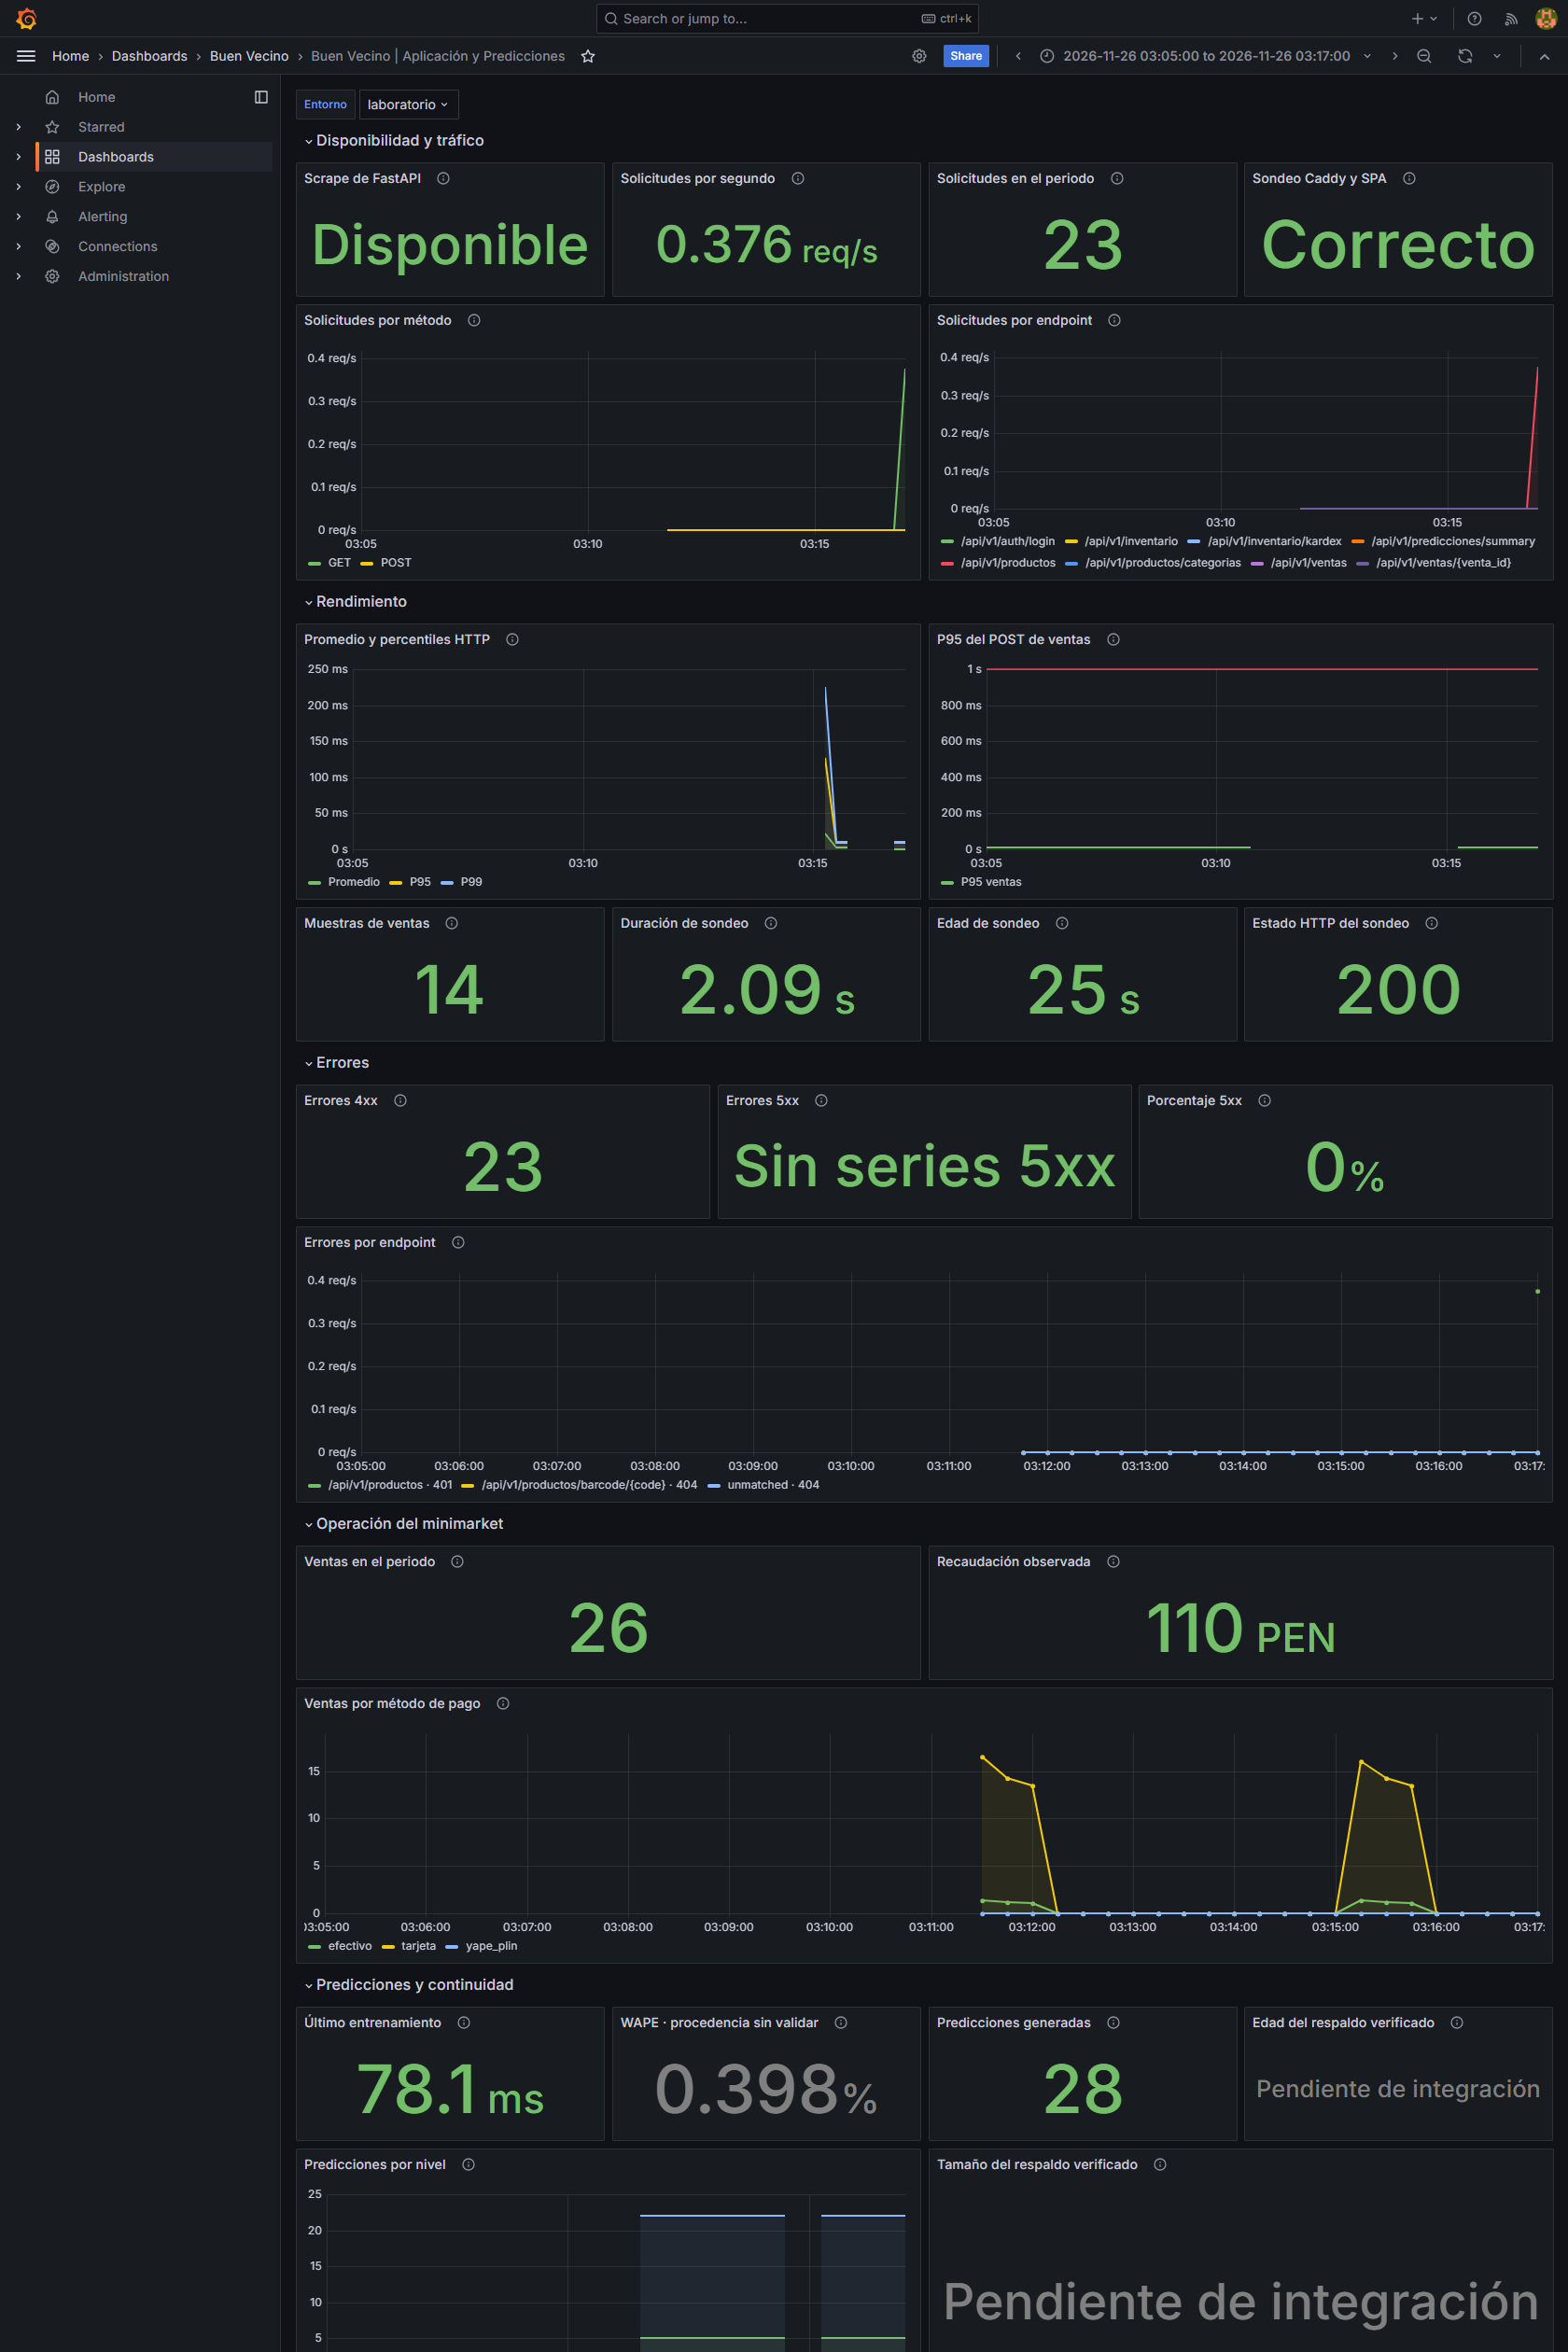 Search or jump to...
ctrl+k
Home › Dashboards › Buen Vecino › Buen Vecino | Aplicación y Predicciones
Share
2026-11-26 03:05:00 to 2026-11-26 03:17:00
Home
Starred
Dashboards
Explore
Alerting
Connections
Administration
Entorno
laboratorio
Disponibilidad y tráfico
Scrape de FastAPI
Disponible
Solicitudes por segundo
0.376 req/s
Solicitudes en el periodo
23
Sondeo Caddy y SPA
Correcto
Solicitudes por método
0.4 req/s
0.3 req/s
0.2 req/s
0.1 req/s
0 req/s
03:05 03:10 03:15
GET POST
Solicitudes por endpoint
0.4 req/s
0.3 req/s
0.2 req/s
0.1 req/s
0 req/s
03:05 03:10 03:15
/api/v1/auth/login /api/v1/inventario /api/v1/inventario/kardex /api/v1/predicciones/summary
/api/v1/productos /api/v1/productos/categorias /api/v1/ventas /api/v1/ventas/{venta_id}
Rendimiento
Promedio y percentiles HTTP
250 ms
200 ms
150 ms
100 ms
50 ms
0 s
03:05 03:10 03:15
Promedio P95 P99
P95 del POST de ventas
1 s
800 ms
600 ms
400 ms
200 ms
0 s
03:05 03:10 03:15
P95 ventas
Muestras de ventas
14
Duración de sondeo
2.09 s
Edad de sondeo
25 s
Estado HTTP del sondeo
200
Errores
Errores 4xx
23
Errores 5xx
Sin series 5xx
Porcentaje 5xx
0%
Errores por endpoint
0.4 req/s
0.3 req/s
0.2 req/s
0.1 req/s
0 req/s
03:05:00 03:06:00 03:07:00 03:08:00 03:09:00 03:10:00 03:11:00 03:12:00 03:13:00 03:14:00 03:15:00 03:16:00 03:17:
/api/v1/productos · 401 /api/v1/productos/barcode/{code} · 404 unmatched · 404
Operación del minimarket
Ventas en el periodo
26
Recaudación observada
110 PEN
Ventas por método de pago
15
10
5
0
03:05:00 03:06:00 03:07:00 03:08:00 03:09:00 03:10:00 03:11:00 03:12:00 03:13:00 03:14:00 03:15:00 03:16:00 03:17:
efectivo tarjeta yape_plin
Predicciones y continuidad
Último entrenamiento
78.1 ms
WAPE · procedencia sin validar
0.398%
Predicciones generadas
28
Edad del respaldo verificado
Pendiente de integración
Predicciones por nivel
25
20
15
10
5
Tamaño del respaldo verificado
Pendiente de integración